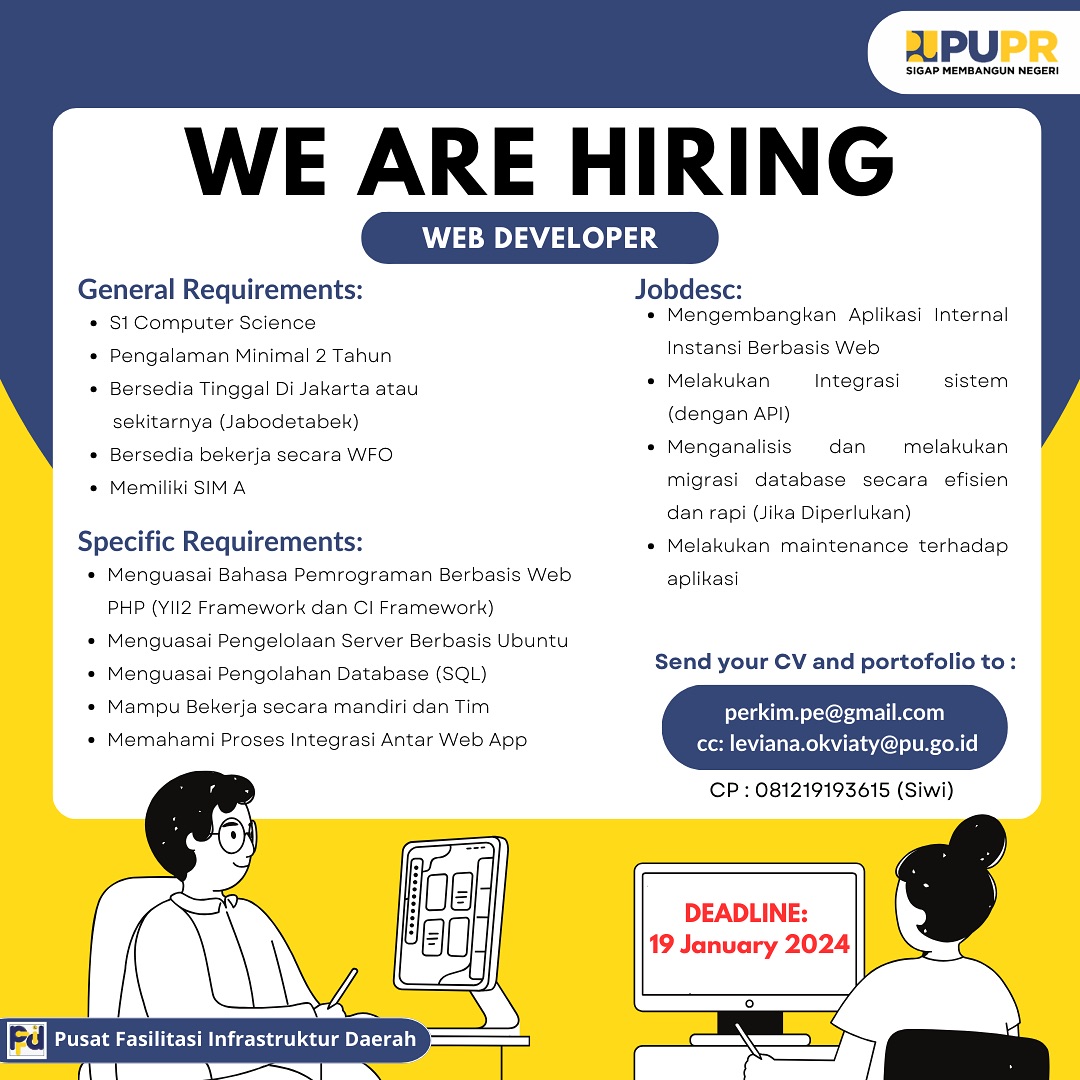 PUPR
SIGAP MEMBANGUN NEGERI
WE ARE HIRING
WEB DEVELOPER
General Requirements:
• S1 Computer Science
• Pengalaman Minimal 2 Tahun
• Bersedia Tinggal Di Jakarta atau
sekitarnya (Jabodetabek)
• Bersedia bekerja secara WFO
• Memiliki SIM A
Specific Requirements:
• Menguasai Bahasa Pemrograman Berbasis Web
PHP (YII2 Framework dan CI Framework)
• Menguasai Pengelolaan Server Berbasis Ubuntu
• Menguasai Pengolahan Database (SQL)
• Mampu Bekerja secara mandiri dan Tim
• Memahami Proses Integrasi Antar Web App
Jobdesc:
• Mengembangkan Aplikasi Internal
Instansi Berbasis Web
• Melakukan Integrasi sistem
(dengan API)
• Menganalisis dan melakukan
migrasi database secara efisien
dan rapi (Jika Diperlukan)
• Melakukan maintenance terhadap
aplikasi
Send your CV and portofolio to :
perkim.pe@gmail.com
cc: leviana.okviaty@pu.go.id
CP : 081219193615 (Siwi)
DEADLINE:
19 January 2024
Pusat Fasilitasi Infrastruktur Daerah